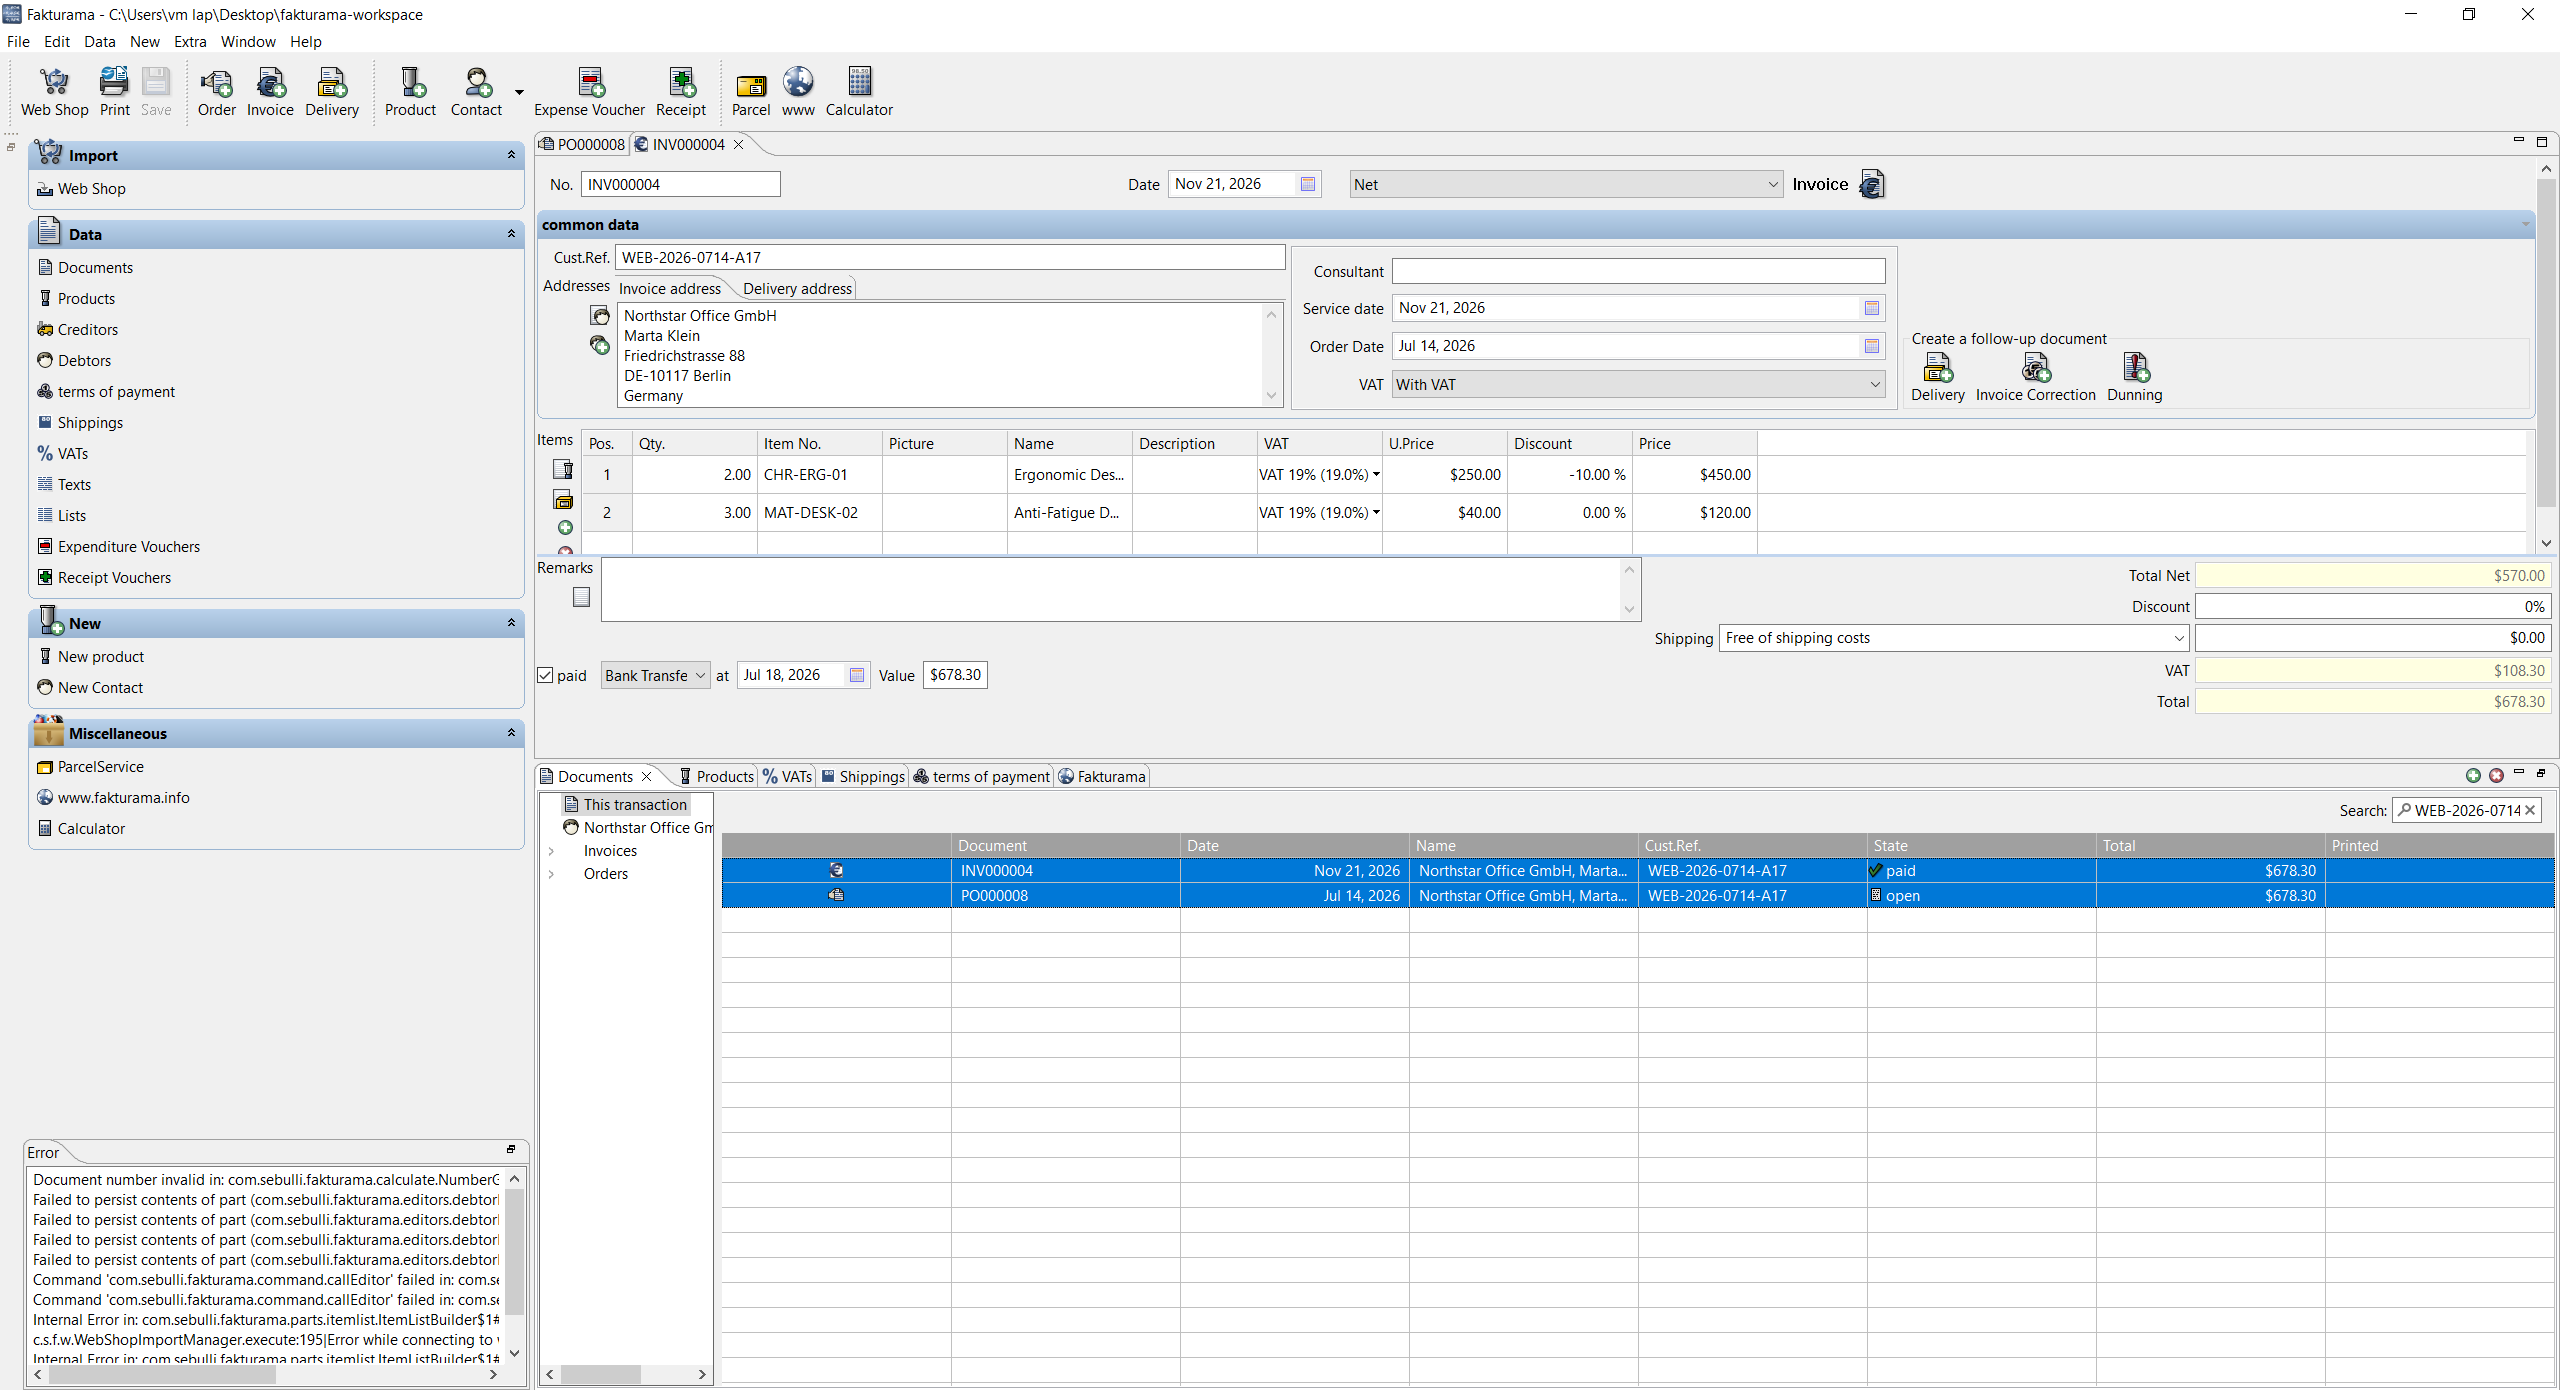 Fakturama - C:\Users\vm lap\Desktop\fakturama-workspace
File Edit Data New Extra Window Help
Web Shop Print Save Order Invoice Delivery Product Contact Expense Voucher Receipt Parcel www Calculator
Import
Web Shop
Data
Documents
Products
Creditors
Debtors
terms of payment
Shippings
VATs
Texts
Lists
Expenditure Vouchers
Receipt Vouchers
New
New product
New Contact
Miscellaneous
ParcelService
www.fakturama.info
Calculator
Error
Document number invalid in: com.sebulli.fakturama.calculate.NumberG
Failed to persist contents of part (com.sebulli.fakturama.editors.debtor
Failed to persist contents of part (com.sebulli.fakturama.editors.debtor
Failed to persist contents of part (com.sebulli.fakturama.editors.debtor
Failed to persist contents of part (com.sebulli.fakturama.editors.debtor
Command 'com.sebulli.fakturama.command.callEditor' failed in: com.se
Command 'com.sebulli.fakturama.command.callEditor' failed in: com.se
Internal Error in: com.sebulli.fakturama.parts.itemlist.ItemListBuilder$1#
c.s.f.w.WebShopImportManager.execute:195|Error while connecting to
Internal Error in: com.sebulli.fakturama.parts.itemlist.ItemListBuilder$1#
PO000008 INV000004
No. INV000004 Date Nov 21, 2026 Net Invoice
common data
Cust.Ref. WEB-2026-0714-A17
Addresses Invoice address Delivery address
Northstar Office GmbH
Marta Klein
Friedrichstrasse 88
DE-10117 Berlin
Germany
Consultant
Service date Nov 21, 2026
Order Date Jul 14, 2026
VAT With VAT
Create a follow-up document
Delivery Invoice Correction Dunning
Items Pos. Qty. Item No. Picture Name Description VAT U.Price Discount Price
1 2.00 CHR-ERG-01 Ergonomic Des... VAT 19% (19.0%) $250.00 -10.00 % $450.00
2 3.00 MAT-DESK-02 Anti-Fatigue D... VAT 19% (19.0%) $40.00 0.00 % $120.00
Remarks
Total Net $570.00
Discount 0%
Shipping Free of shipping costs $0.00
VAT $108.30
Total $678.30
paid Bank Transfe at Jul 18, 2026 Value $678.30
Documents Products VATs Shippings terms of payment Fakturama
This transaction
Northstar Office Gm
Invoices
Orders
Search: WEB-2026-0714
Document Date Name Cust.Ref. State Total Printed
INV000004 Nov 21, 2026 Northstar Office GmbH, Marta... WEB-2026-0714-A17 paid $678.30
PO000008 Jul 14, 2026 Northstar Office GmbH, Marta... WEB-2026-0714-A17 open $678.30